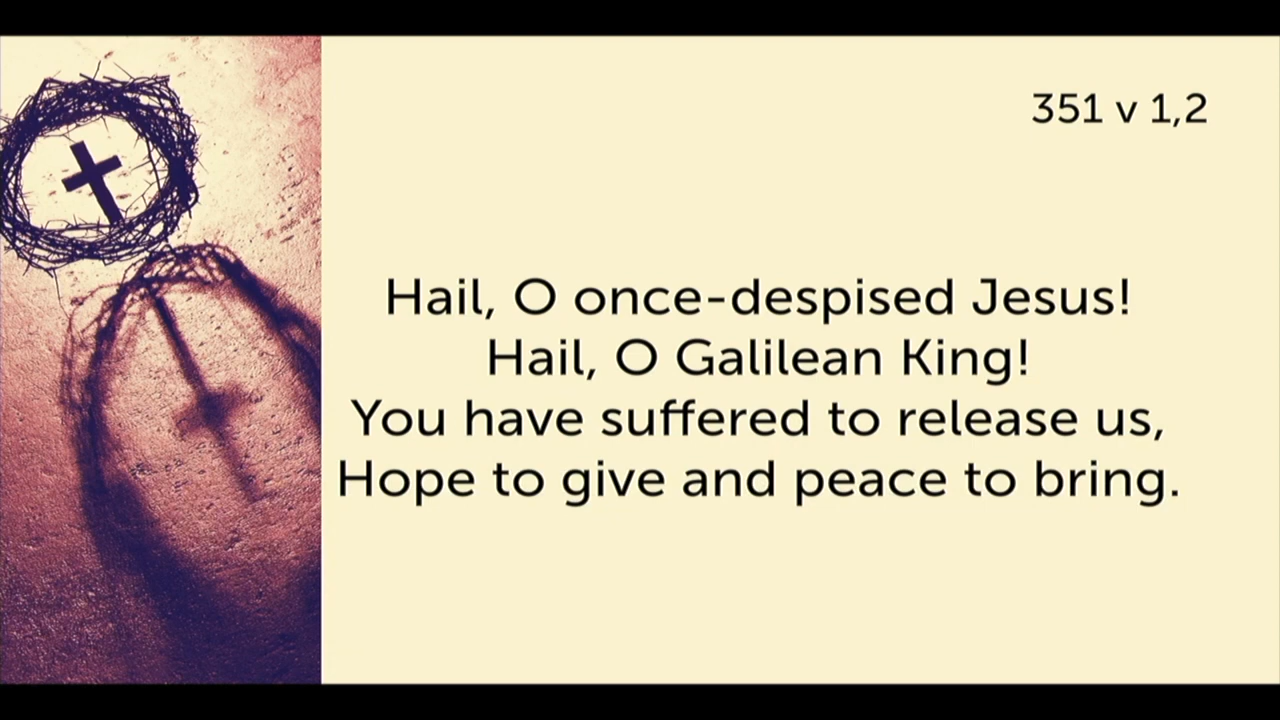 351 v 1,2
Hail, O once-despised Jesus!
Hail, O Galilean King!
You have suffered to release us,
Hope to give and peace to bring.